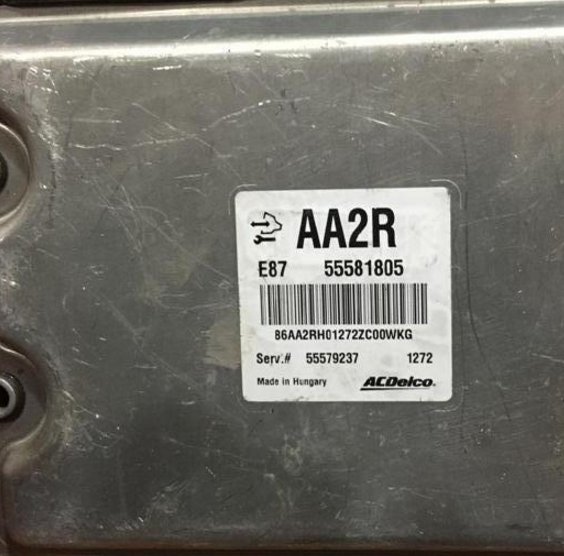 AA2R
E87 55581805
86AA2RH01272ZC00WKG
Serv.# 55579237 1272
Made in Hungary ACDelco.